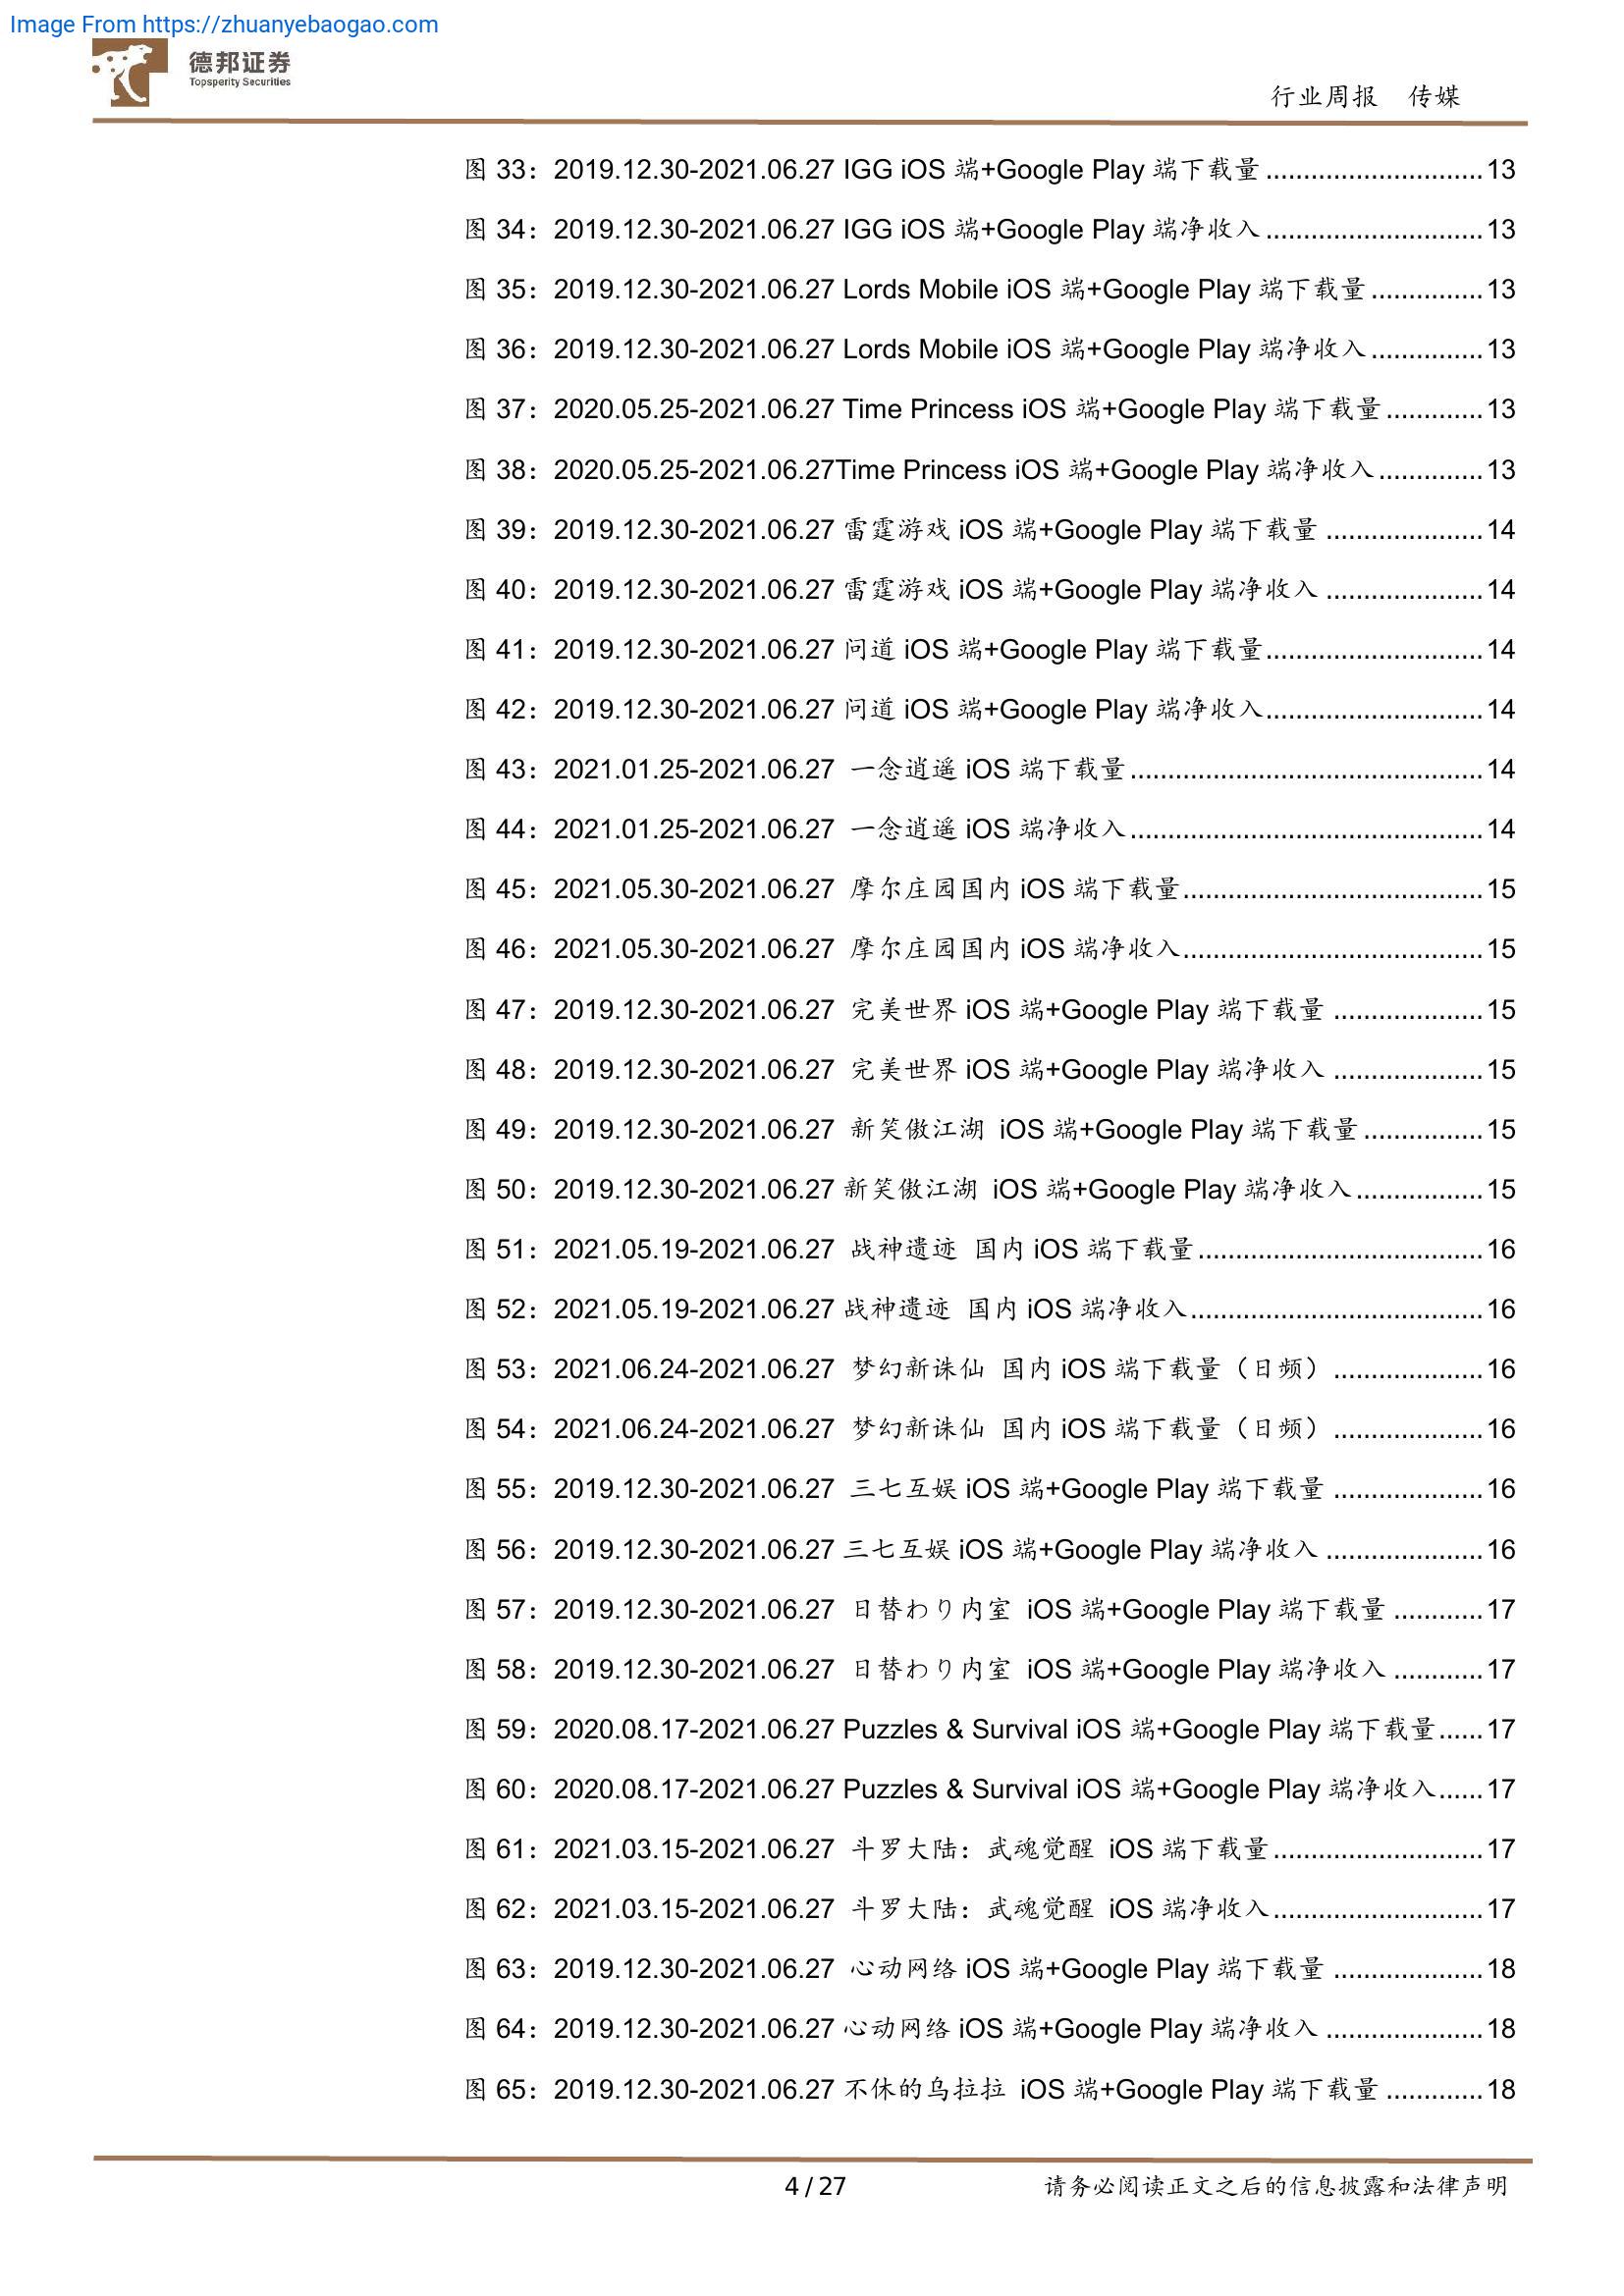 Image From https://zhuanyebaogao.com
德邦证券
Topsperity Securities
行业周报 传媒
图 33：2019.12.30-2021.06.27 IGG iOS 端+Google Play 端下载量.............................13
图 34：2019.12.30-2021.06.27 IGG iOS 端+Google Play 端净收入.............................13
图 35：2019.12.30-2021.06.27 Lords Mobile iOS 端+Google Play 端下载量...............13
图 36：2019.12.30-2021.06.27 Lords Mobile iOS 端+Google Play 端净收入...............13
图 37：2020.05.25-2021.06.27 Time Princess iOS 端+Google Play 端下载量.............13
图 38：2020.05.25-2021.06.27Time Princess iOS 端+Google Play 端净收入..............13
图 39：2019.12.30-2021.06.27 雷霆游戏 iOS 端+Google Play 端下载量 .....................14
图 40：2019.12.30-2021.06.27 雷霆游戏 iOS 端+Google Play 端净收入 .....................14
图 41：2019.12.30-2021.06.27 问道 iOS 端+Google Play 端下载量.............................14
图 42：2019.12.30-2021.06.27 问道 iOS 端+Google Play 端净收入.............................14
图 43：2021.01.25-2021.06.27 一念逍遥 iOS 端下载量...............................................14
图 44：2021.01.25-2021.06.27 一念逍遥 iOS 端净收入...............................................14
图 45：2021.05.30-2021.06.27 摩尔庄园国内 iOS 端下载量........................................15
图 46：2021.05.30-2021.06.27 摩尔庄园国内 iOS 端净收入........................................15
图 47：2019.12.30-2021.06.27 完美世界 iOS 端+Google Play 端下载量 ....................15
图 48：2019.12.30-2021.06.27 完美世界 iOS 端+Google Play 端净收入 ....................15
图 49：2019.12.30-2021.06.27 新笑傲江湖 iOS 端+Google Play 端下载量................15
图 50：2019.12.30-2021.06.27 新笑傲江湖 iOS 端+Google Play 端净收入.................15
图 51：2021.05.19-2021.06.27 战神遗迹 国内 iOS 端下载量......................................16
图 52：2021.05.19-2021.06.27 战神遗迹 国内 iOS 端净收入.......................................16
图 53：2021.06.24-2021.06.27 梦幻新诛仙 国内 iOS 端下载量（日频）....................16
图 54：2021.06.24-2021.06.27 梦幻新诛仙 国内 iOS 端下载量（日频）....................16
图 55：2019.12.30-2021.06.27 三七互娱 iOS 端+Google Play 端下载量 ....................16
图 56：2019.12.30-2021.06.27 三七互娱 iOS 端+Google Play 端净收入 .....................16
图 57：2019.12.30-2021.06.27 日替わり内室 iOS 端+Google Play 端下载量 ............17
图 58：2019.12.30-2021.06.27 日替わり内室 iOS 端+Google Play 端净收入 ............17
图 59：2020.08.17-2021.06.27 Puzzles & Survival iOS 端+Google Play 端下载量......17
图 60：2020.08.17-2021.06.27 Puzzles & Survival iOS 端+Google Play 端净收入......17
图 61：2021.03.15-2021.06.27 斗罗大陆：武魂觉醒 iOS 端下载量............................17
图 62：2021.03.15-2021.06.27 斗罗大陆：武魂觉醒 iOS 端净收入............................17
图 63：2019.12.30-2021.06.27 心动网络 iOS 端+Google Play 端下载量 ....................18
图 64：2019.12.30-2021.06.27 心动网络 iOS 端+Google Play 端净收入 .....................18
图 65：2019.12.30-2021.06.27 不休的乌拉拉 iOS 端+Google Play 端下载量 .............18
4 / 27
请务必阅读正文之后的信息披露和法律声明